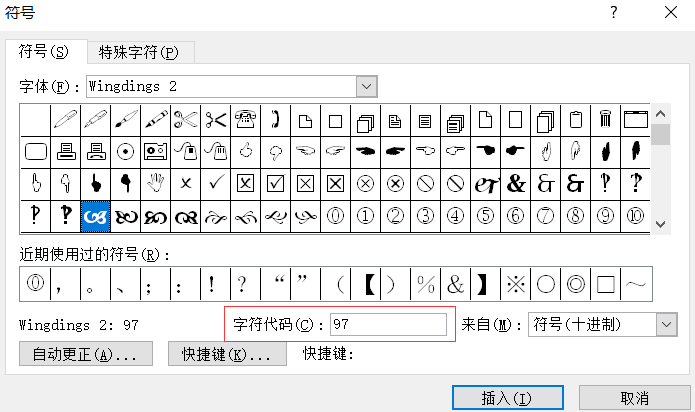 符号
符号(S) 特殊字符(P)
字体(F): Wingdings 2
& & & &
⓪ ① ② ③ ④ ⑤ ⑥ ⑦ ⑧ ⑨ ⑩
近期使用过的符号(R):
⓪ ， 。 、 ； ： ！ ？ “ ” （ 【 ） ％ ＆ 】 ※ ○ ◎ □ ～
Wingdings 2: 97 字符代码(C): 97 来自(M): 符号(十进制)
自动更正(A)... 快捷键(K)... 快捷键:
插入(I) 取消